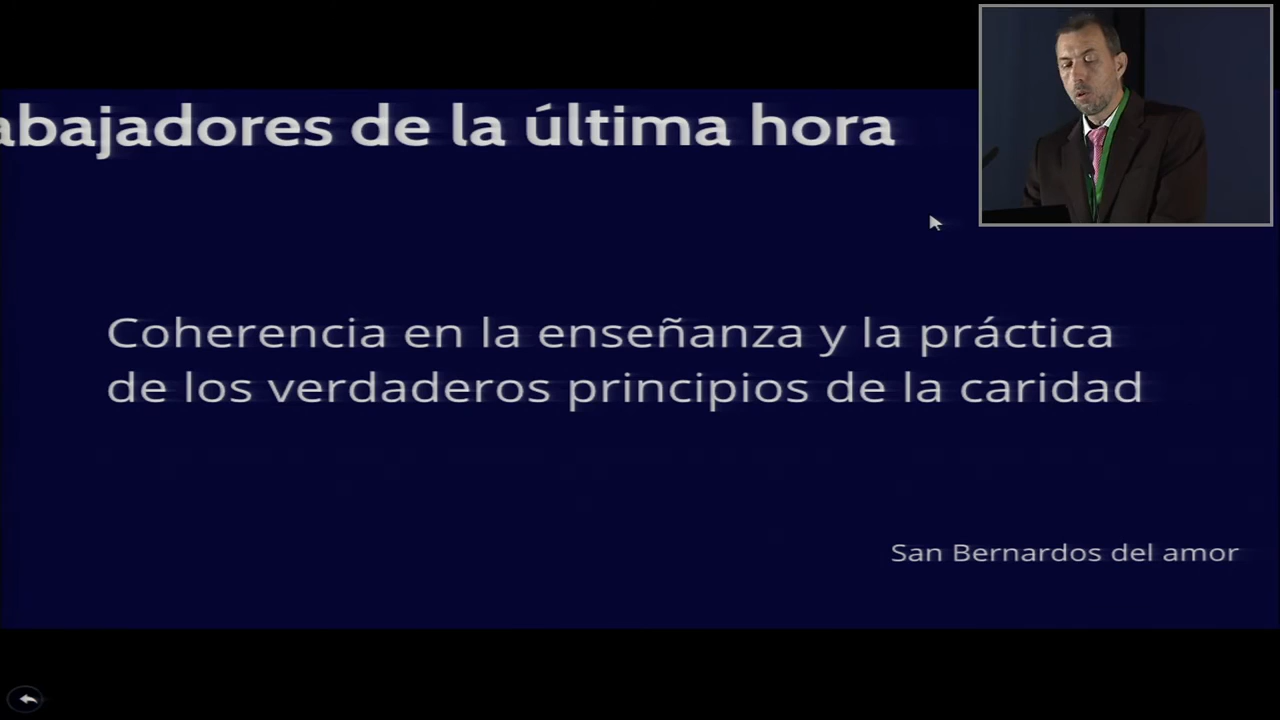 abajadores de la última hora
Coherencia en la enseñanza y la práctica
de los verdaderos principios de la caridad
San Bernardos del amor